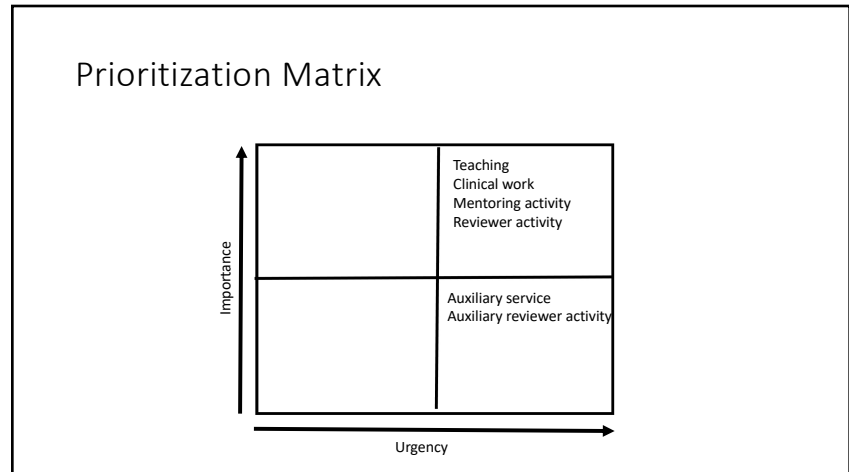 Prioritization Matrix
Teaching
Clinical work
Mentoring activity
Reviewer activity
Importance
Auxiliary service
Auxiliary reviewer activity
Urgency